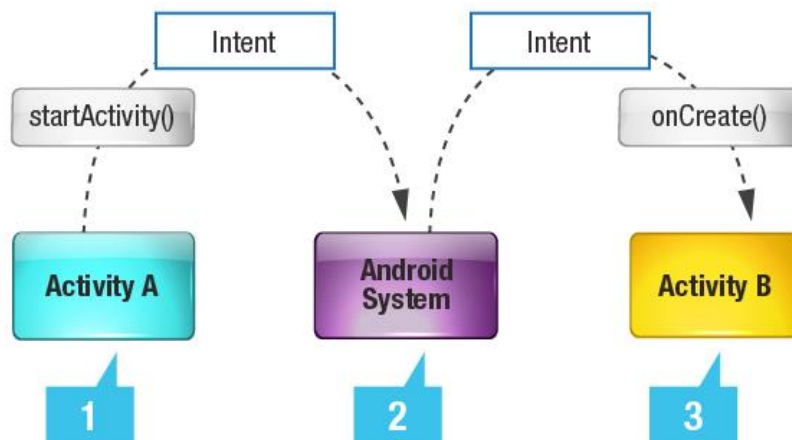 Intent
Intent
startActivity()
onCreate()
Activity A
Android
System
Activity B
1
2
3